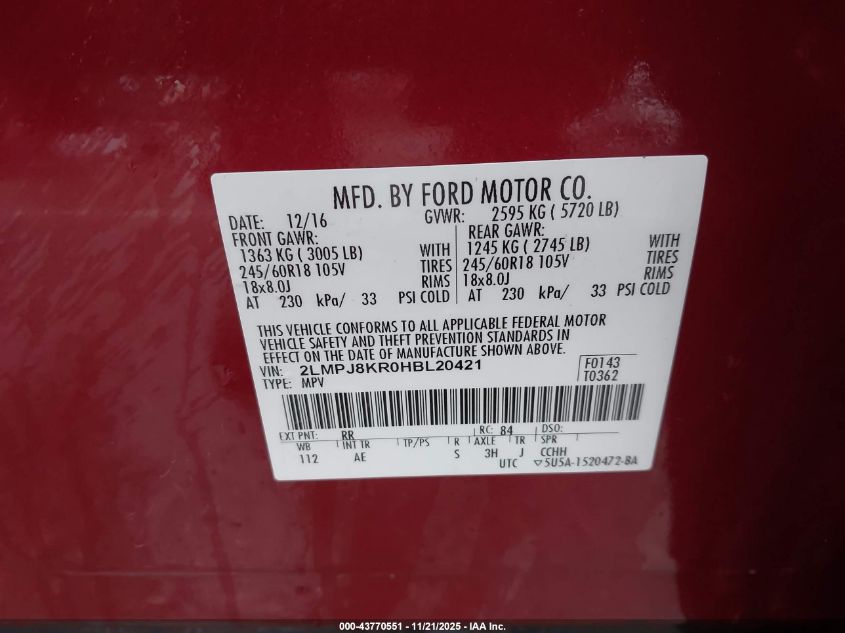 MFD. BY FORD MOTOR CO.
DATE: 12/16 GVWR: 2595 KG ( 5720 LB)
FRONT GAWR: REAR GAWR:
1363 KG ( 3005 LB) WITH 1245 KG ( 2745 LB) WITH
245/60R18 105V TIRES 245/60R18 105V TIRES
18x8.0J RIMS 18x8.0J RIMS
AT 230 kPa/ 33 PSI COLD AT 230 kPa/ 33 PSI COLD
THIS VEHICLE CONFORMS TO ALL APPLICABLE FEDERAL MOTOR
VEHICLE SAFETY AND THEFT PREVENTION STANDARDS IN
EFFECT ON THE DATE OF MANUFACTURE SHOWN ABOVE.
VIN: 2LMPJ8KR0HBL20421 F0143
TYPE: MPV T0362
EXT PNT: RR RC: 84 DSO:
WB INT TR TP/PS R AXLE TR SPR
112 AE S 3H J CCHH
UTC ▽5U5A-1520472-BA
000-43770551 - 11/21/2025 - IAA Inc.